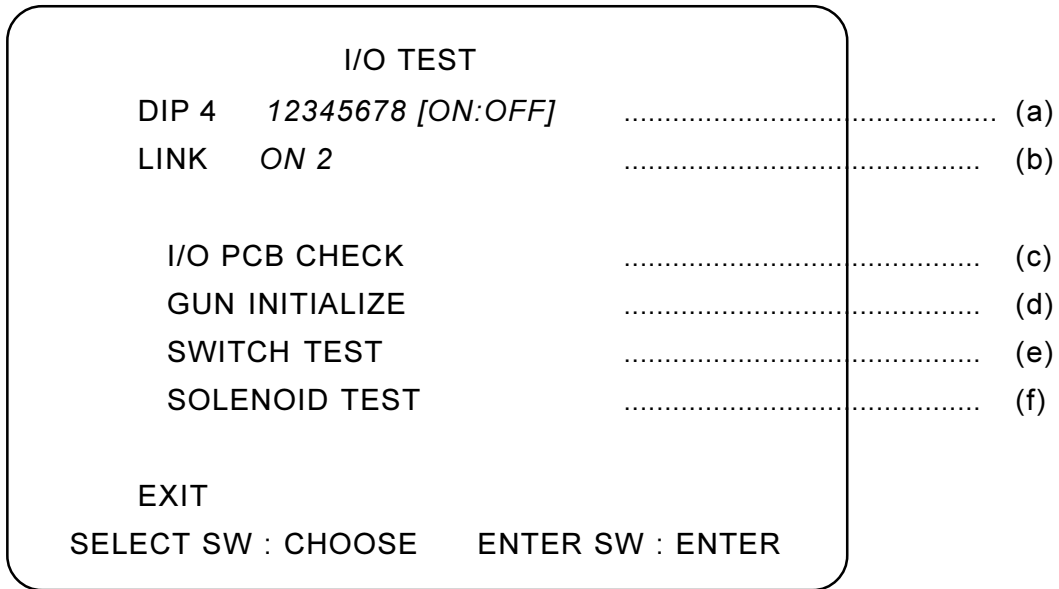 I/O TEST
DIP 4 12345678 [ON:OFF] .............................................. (a)
LINK ON 2 ............................................ (b)
I/O PCB CHECK ............................................ (c)
GUN INITIALIZE ............................................ (d)
SWITCH TEST ............................................ (e)
SOLENOID TEST ............................................ (f)
EXIT
SELECT SW : CHOOSE ENTER SW : ENTER